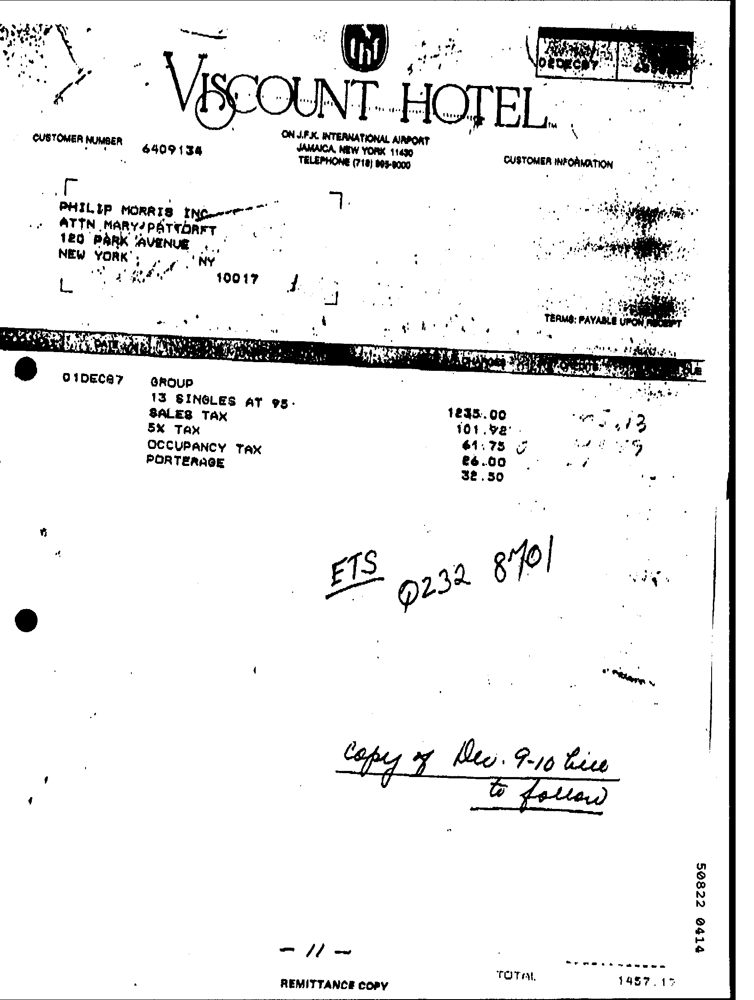 02DEC87
VISCOUNT HOTEL
TM
ON J.F.K. INTERNATIONAL AIRPORT
JAMAICA, NEW YORK 11430
TELEPHONE (718) 995-9000
CUSTOMER NUMBER 6409134
CUSTOMER INFORMATION
PHILIP MORRIS INC
ATTN MARY PATTORFT
120 PARK AVENUE
NEW YORK NY
10017
TERMS: PAYABLE UPON RECEIPT
CHARGES CREDITS
01DEC87 GROUP
13 SINGLES AT 95.
SALES TAX 1235.00
5% TAX 101.92
OCCUPANCY TAX 61.75
PORTERAGE 26.00
32.50
ETS
Q232 8701
copy of Dec. 9-10 bill
to follow
50822 0414
- 11 -
REMITTANCE COPY
TOTAL 1457.17